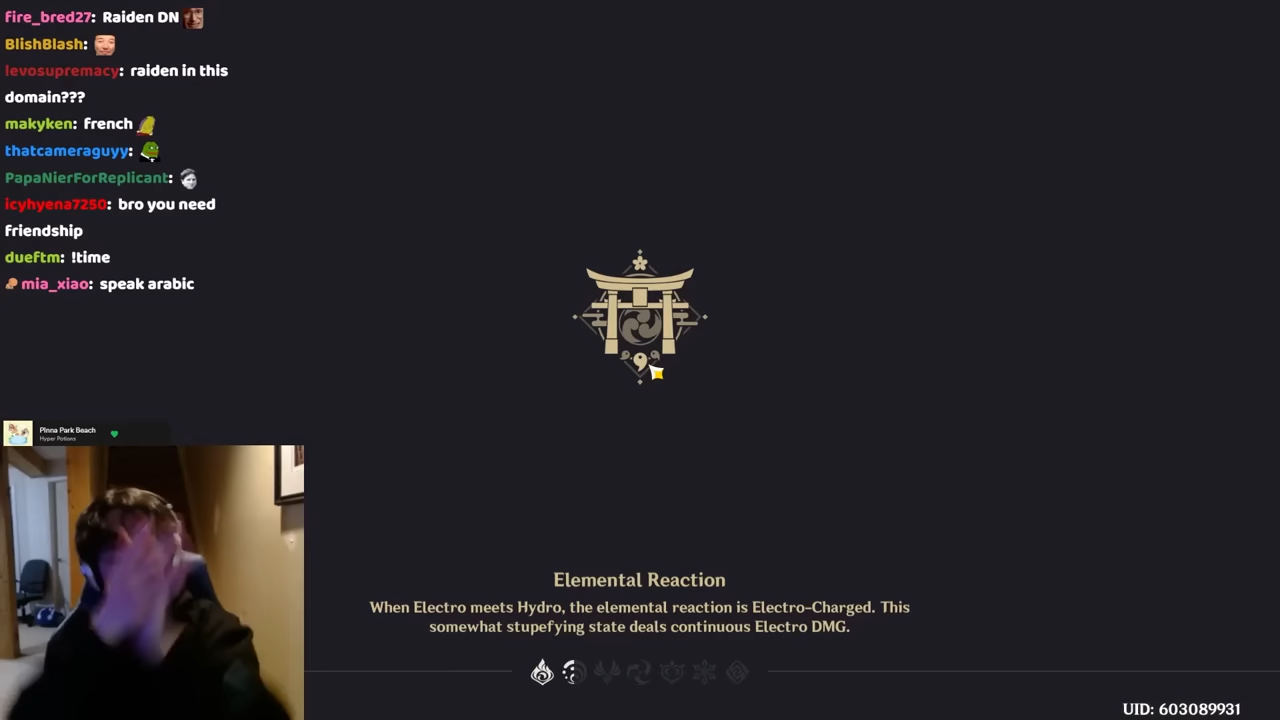 fire_bred27: Raiden DN
BlishBlash:
levosupremacy: raiden in this
domain???
makyken: french
thatcameraguyy:
PapaNierForReplicant:
icyhyena7250: bro you need
friendship
dueftm: !time
mia_xiao: speak arabic
Pinna Park Beach
Hyper Potions
Elemental Reaction
When Electro meets Hydro, the elemental reaction is Electro-Charged. This
somewhat stupefying state deals continuous Electro DMG.
UID: 603089931